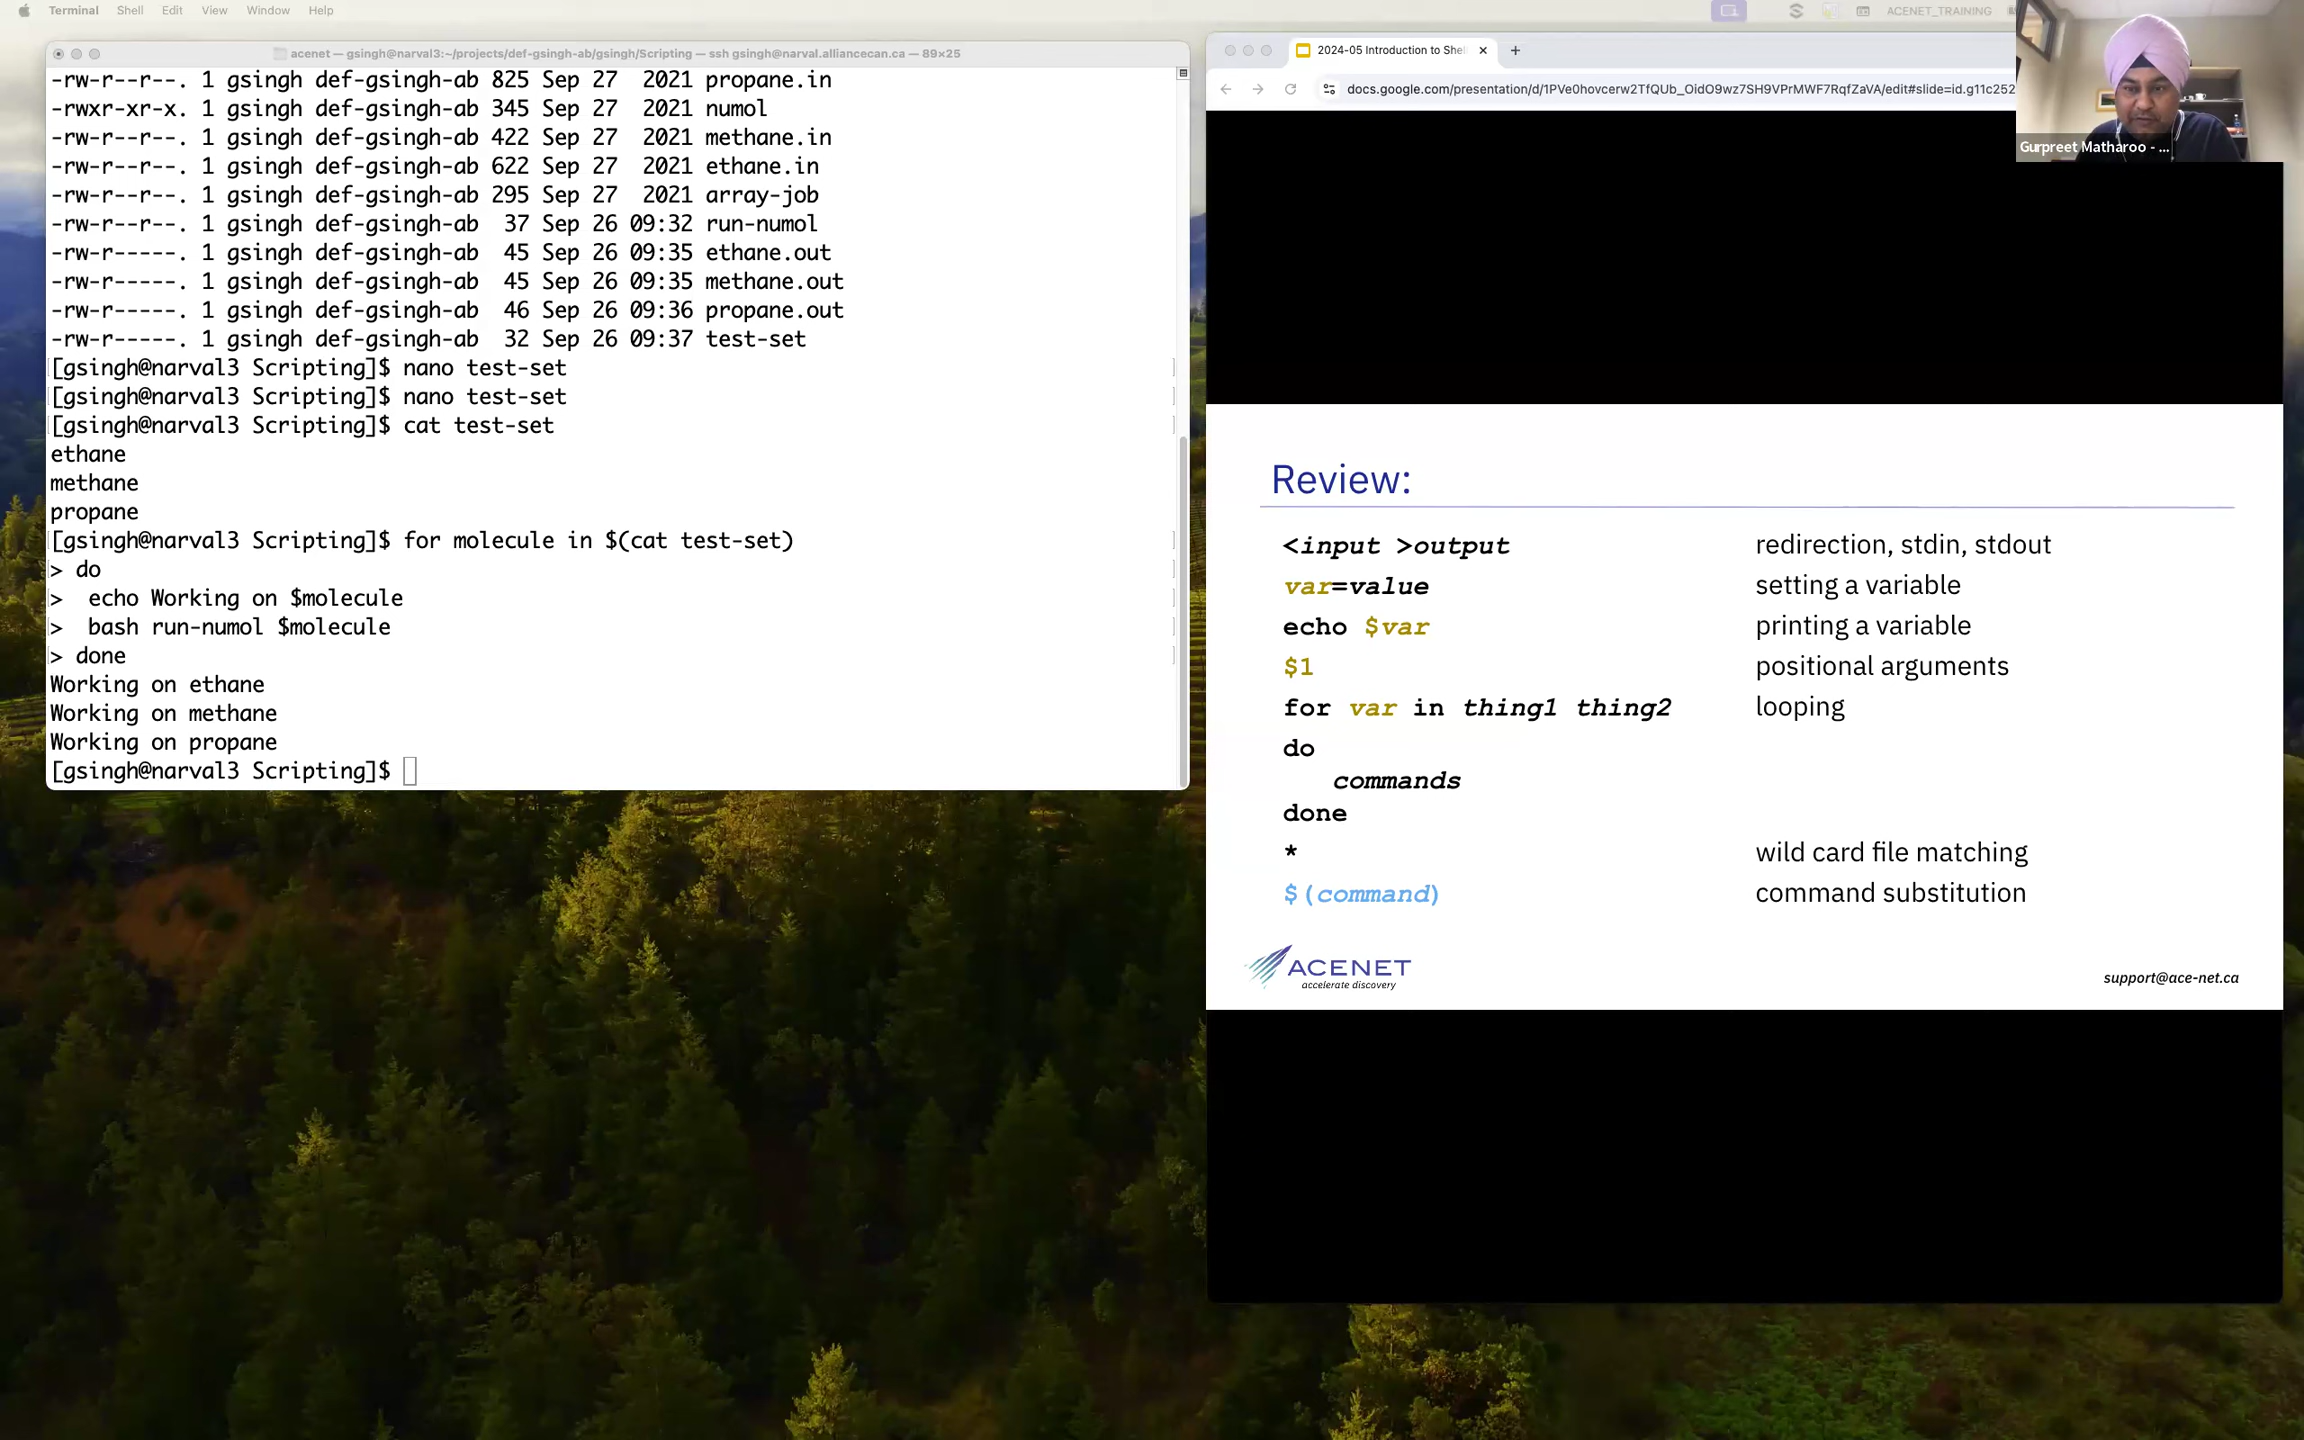 Terminal Shell Edit View Window Help
ACENET_TRAINING
acenet — gsingh@narval3:~/projects/def-gsingh-ab/gsingh/Scripting — ssh gsingh@narval.alliancecan.ca — 89×25
-rw-r--r--. 1 gsingh def-gsingh-ab 825 Sep 27  2021 propane.in
-rwxr-xr-x. 1 gsingh def-gsingh-ab 345 Sep 27  2021 numol
-rw-r--r--. 1 gsingh def-gsingh-ab 422 Sep 27  2021 methane.in
-rw-r--r--. 1 gsingh def-gsingh-ab 622 Sep 27  2021 ethane.in
-rw-r--r--. 1 gsingh def-gsingh-ab 295 Sep 27  2021 array-job
-rw-r--r--. 1 gsingh def-gsingh-ab  37 Sep 26 09:32 run-numol
-rw-r-----. 1 gsingh def-gsingh-ab  45 Sep 26 09:35 ethane.out
-rw-r-----. 1 gsingh def-gsingh-ab  45 Sep 26 09:35 methane.out
-rw-r-----. 1 gsingh def-gsingh-ab  46 Sep 26 09:36 propane.out
-rw-r-----. 1 gsingh def-gsingh-ab  32 Sep 26 09:37 test-set
[gsingh@narval3 Scripting]$ nano test-set
[gsingh@narval3 Scripting]$ nano test-set
[gsingh@narval3 Scripting]$ cat test-set
ethane
methane
propane
[gsingh@narval3 Scripting]$ for molecule in $(cat test-set)
> do
>  echo Working on $molecule
>  bash run-numol $molecule
> done
Working on ethane
Working on methane
Working on propane
[gsingh@narval3 Scripting]$
2024-05 Introduction to She
docs.google.com/presentation/d/1PVe0hovcerw2TfQUb_OidO9wz7SH9VPrMWF7RqfZaVA/edit#slide=id.g11c252
Gurpreet Matharoo - ...
Review:
<input >output redirection, stdin, stdout
var=value setting a variable
echo $var printing a variable
$1 positional arguments
for var in thing1 thing2 looping
do
commands
done
* wild card file matching
$(command) command substitution
ACENET
accelerate discovery
support@ace-net.ca